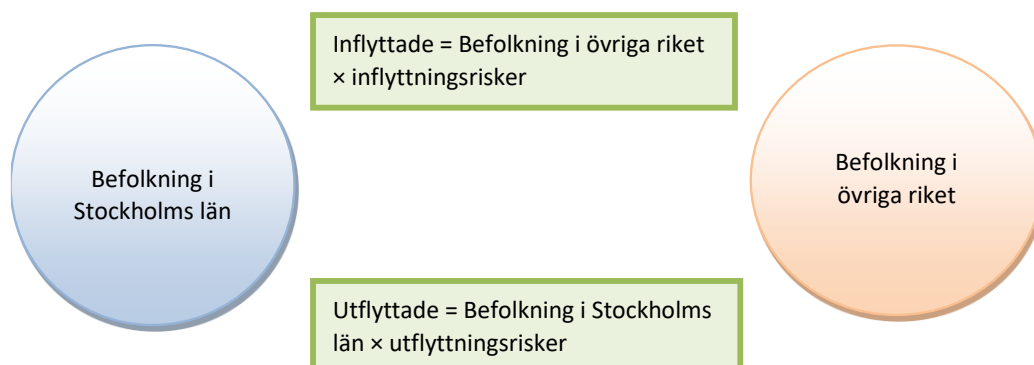 Inflyttade = Befolkning i övriga riket
× inflyttningsrisker
Befolkning i
Stockholms län
Befolkning i
övriga riket
Utflyttade = Befolkning i Stockholms
län × utflyttningsrisker